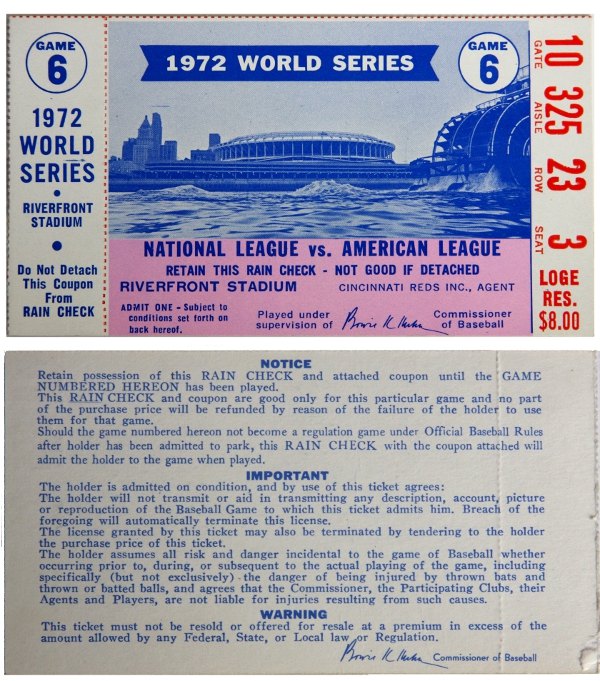 GAME
6
1972
WORLD
SERIES
•
RIVERFRONT
STADIUM
•
Do Not Detach
This Coupon
From
RAIN CHECK
1972 WORLD SERIES
GAME
6
NATIONAL LEAGUE vs. AMERICAN LEAGUE
RETAIN THIS RAIN CHECK - NOT GOOD IF DETACHED
RIVERFRONT STADIUM CINCINNATI REDS INC., AGENT
ADMIT ONE - Subject to
conditions set forth on
back hereof.
Played under
supervision of
Bowie K Kuhn
Commissioner
of Baseball
10 325 23 3
GATE AISLE ROW SEAT
LOGE
RES.
$8.00
NOTICE
Retain possession of this RAIN CHECK and attached coupon until the GAME
NUMBERED HEREON has been played.
This RAIN CHECK and coupon are good only for this particular game and no part
of the purchase price will be refunded by reason of the failure of the holder to use
them for that game.
Should the game numbered hereon not become a regulation game under Official Baseball Rules
after holder has been admitted to park, this RAIN CHECK with the coupon attached will
admit the holder to the game when played.
IMPORTANT
The holder is admitted on condition, and by use of this ticket agrees:
The holder will not transmit or aid in transmitting any description, account, picture
or reproduction of the Baseball Game to which this ticket admits him. Breach of the
foregoing will automatically terminate this license.
The license granted by this ticket may also be terminated by tendering to the holder
the purchase price of this ticket.
The holder assumes all risk and danger incidental to the game of Baseball whether
occurring prior to, during, or subsequent to the actual playing of the game, including
specifically (but not exclusively) the danger of being injured by thrown bats and
thrown or batted balls, and agrees that the Commissioner, the Participating Clubs, their
Agents and Players, are not liable for injuries resulting from such causes.
WARNING
This ticket must not be resold or offered for resale at a premium in excess of the
amount allowed by any Federal, State, or Local law or Regulation.
Bowie K Kuhn Commissioner of Baseball